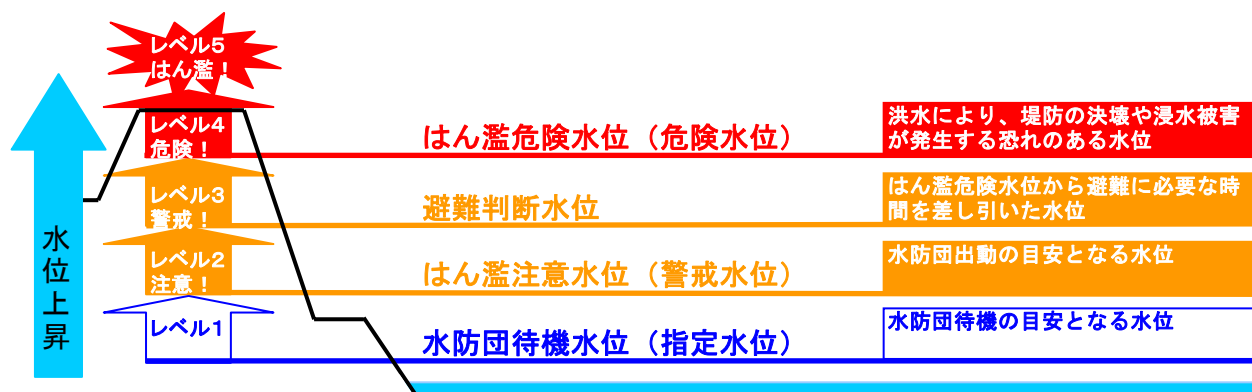 レベル5
はん濫！
レベル4
危険！
はん濫危険水位（危険水位）
洪水により、堤防の決壊や浸水被害
が発生する恐れのある水位
レベル3
警戒！
避難判断水位
はん濫危険水位から避難に必要な時
間を差し引いた水位
レベル2
注意！
はん濫注意水位（警戒水位）
水防団出動の目安となる水位
レベル1
水防団待機水位（指定水位）
水防団待機の目安となる水位
水位上昇